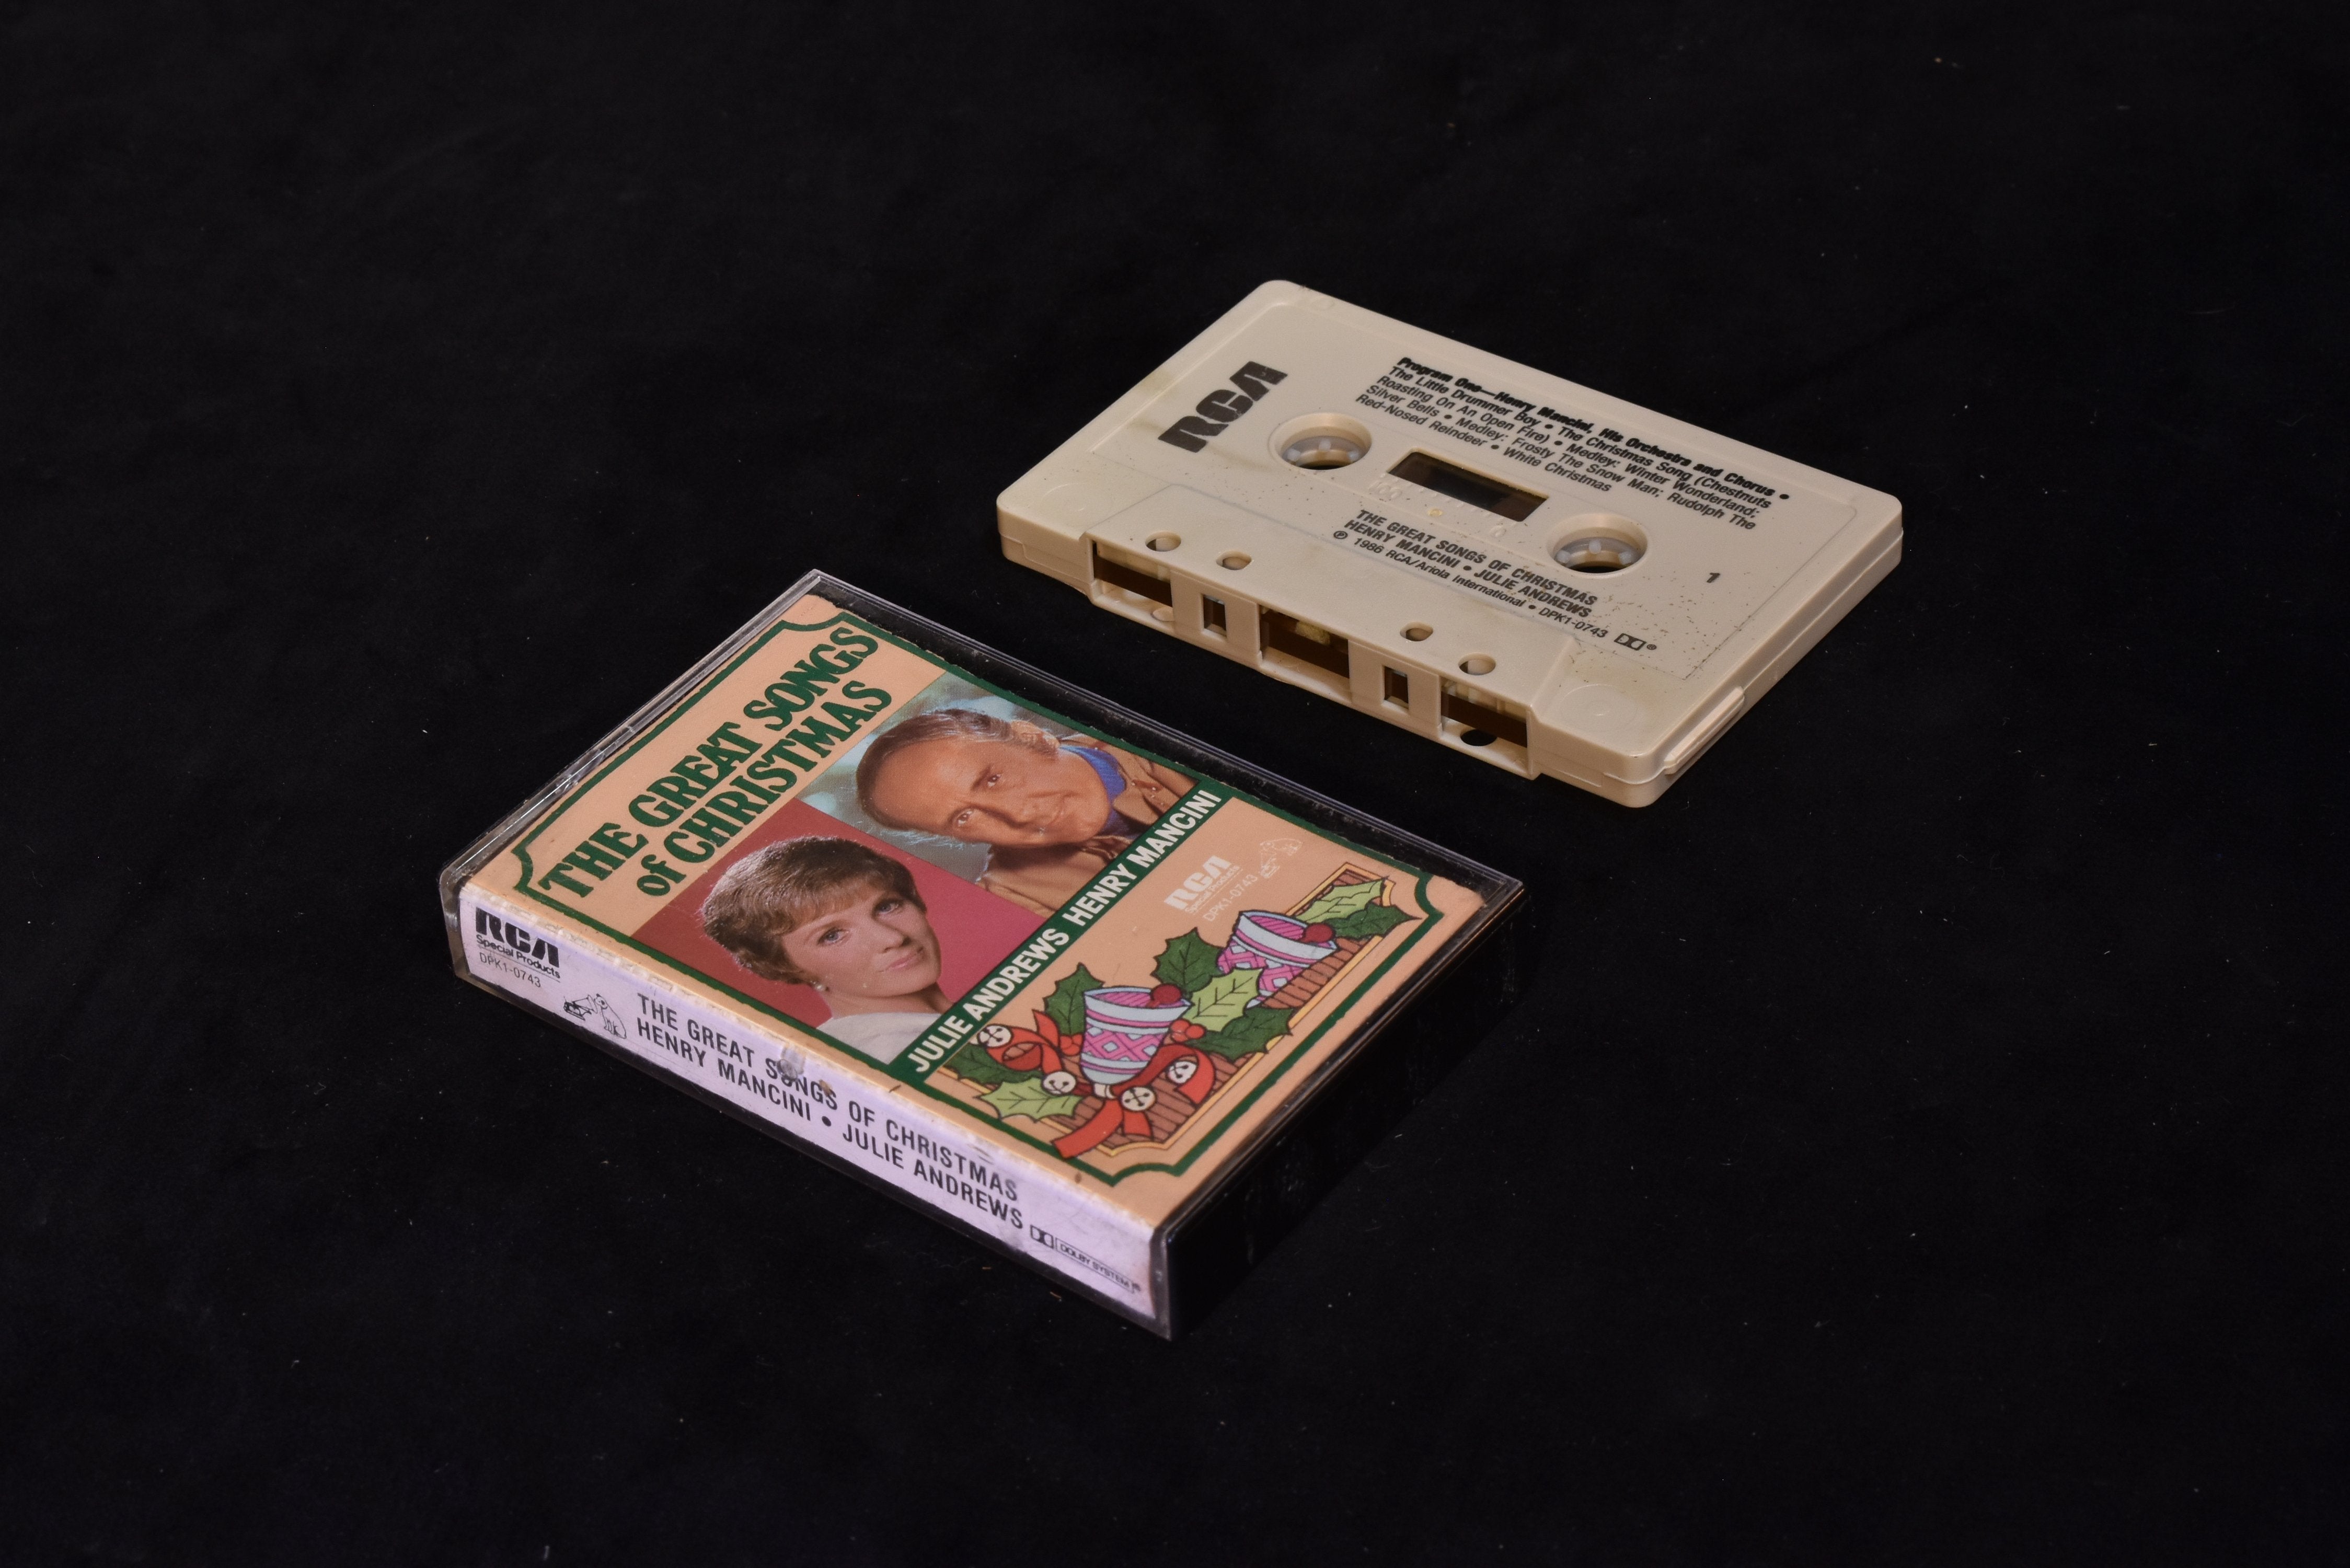 RCA
Program One—Henry Mancini, His Orchestra and Chorus •
The Little Drummer Boy • The Christmas Song (Chestnuts
Roasting On An Open Fire) • Medley: Winter Wonderland;
Silver Bells • Medley: Frosty The Snow Man; Rudolph The
Red-Nosed Reindeer • White Christmas
100 0
THE GREAT SONGS OF CHRISTMAS
HENRY MANCINI • JULIE ANDREWS
℗ 1986 RCA/Ariola International • DPK1-0743
1
THE GREAT SONGS
of CHRISTMAS
JULIE ANDREWS HENRY MANCINI
RCA
Special Products
DPK1-0743
RCA
Special Products
DPK1-0743
THE GREAT SONGS OF CHRISTMAS
HENRY MANCINI • JULIE ANDREWS
DOLBY SYSTEM ®